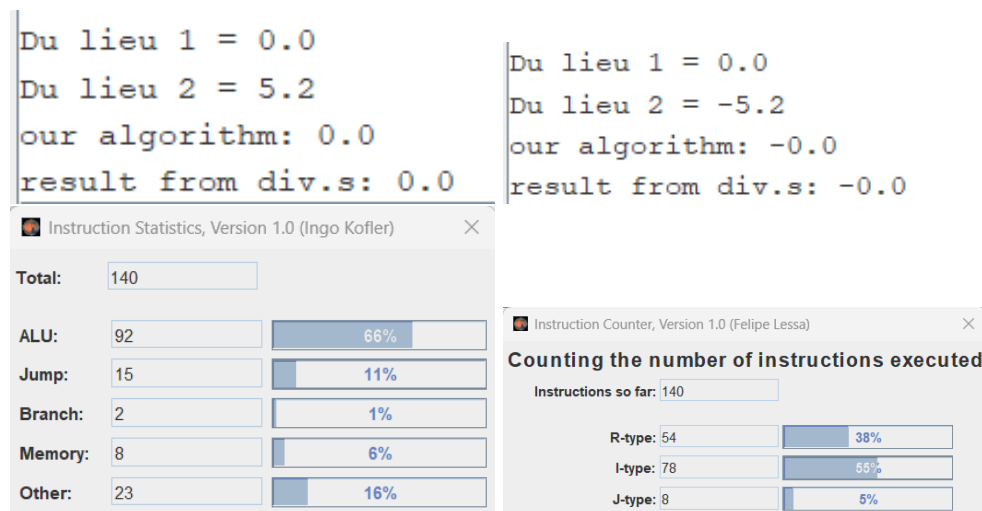 Du lieu 1 = 0.0
Du lieu 2 = 5.2
our algorithm: 0.0
result from div.s: 0.0
Du lieu 1 = 0.0
Du lieu 2 = -5.2
our algorithm: -0.0
result from div.s: -0.0
Instruction Statistics, Version 1.0 (Ingo Kofler)
Total: 140
ALU: 92 66%
Jump: 15 11%
Branch: 2 1%
Memory: 8 6%
Other: 23 16%
Instruction Counter, Version 1.0 (Felipe Lessa)
Counting the number of instructions executed
Instructions so far: 140
R-type: 54 38%
I-type: 78 55%
J-type: 8 5%